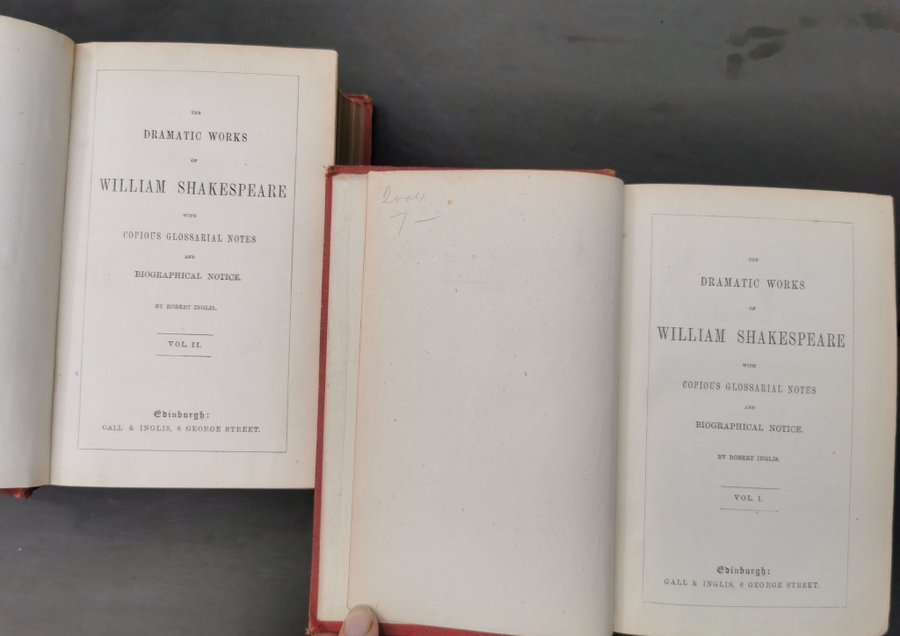 THE
DRAMATIC WORKS
OF
WILLIAM SHAKESPEARE
WITH
COPIOUS GLOSSARIAL NOTES
AND
BIOGRAPHICAL NOTICE.
BY ROBERT INGLIS.
VOL. II.
Edinburgh:
GALL & INGLIS, 6 GEORGE STREET.
2 vols
7 —
THE
DRAMATIC WORKS
OF
WILLIAM SHAKESPEARE
WITH
COPIOUS GLOSSARIAL NOTES
AND
BIOGRAPHICAL NOTICE.
BY ROBERT INGLIS.
VOL. I.
Edinburgh:
GALL & INGLIS, 6 GEORGE STREET.